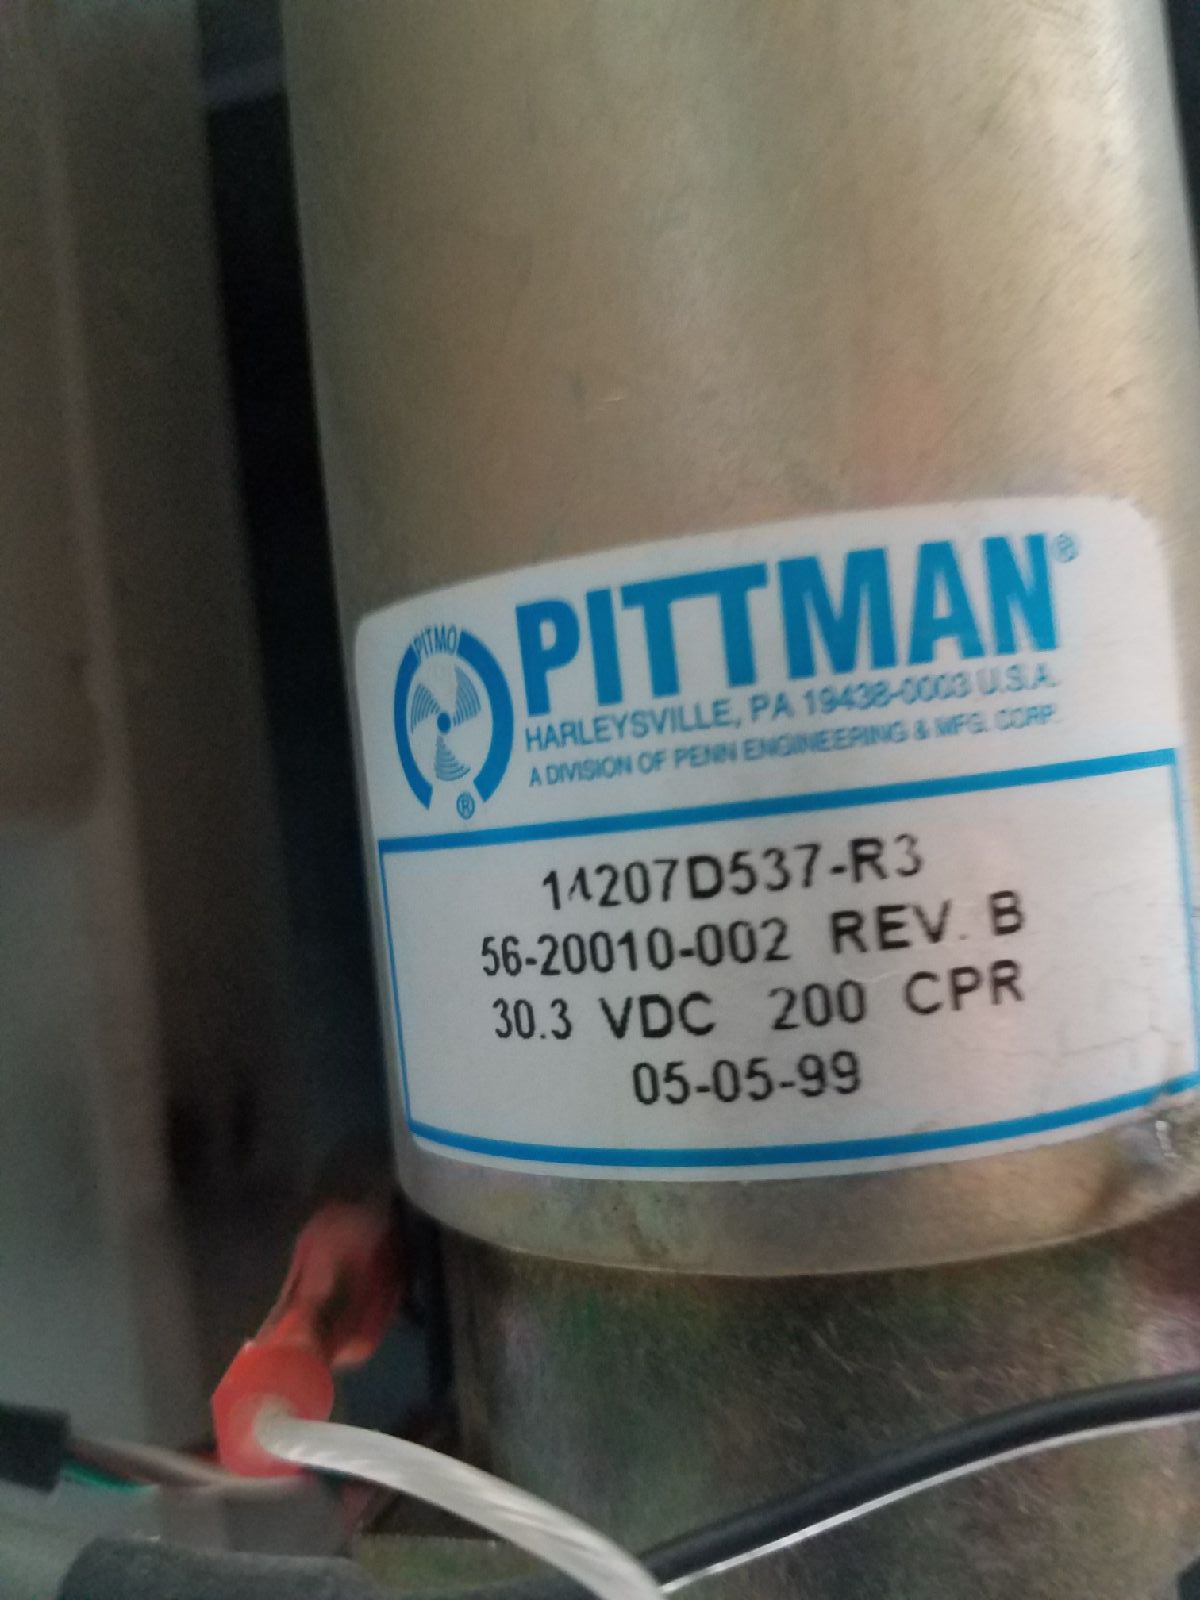 PITMO
PITTMAN®
HARLEYSVILLE, PA 19438-0003 U.S.A.
A DIVISION OF PENN ENGINEERING & MFG. CORP.
®
14207D537-R3
56-20010-002 REV. B
30.3 VDC 200 CPR
05-05-99